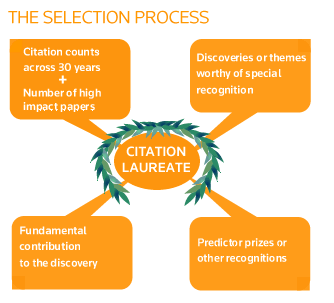 THE SELECTION PROCESS
Citation counts
across 30 years
+
Number of high
impact papers
Discoveries or themes
worthy of special
recognition
CITATION
LAUREATE
Fundamental
contribution
to the discovery
Predictor prizes or
other recognitions